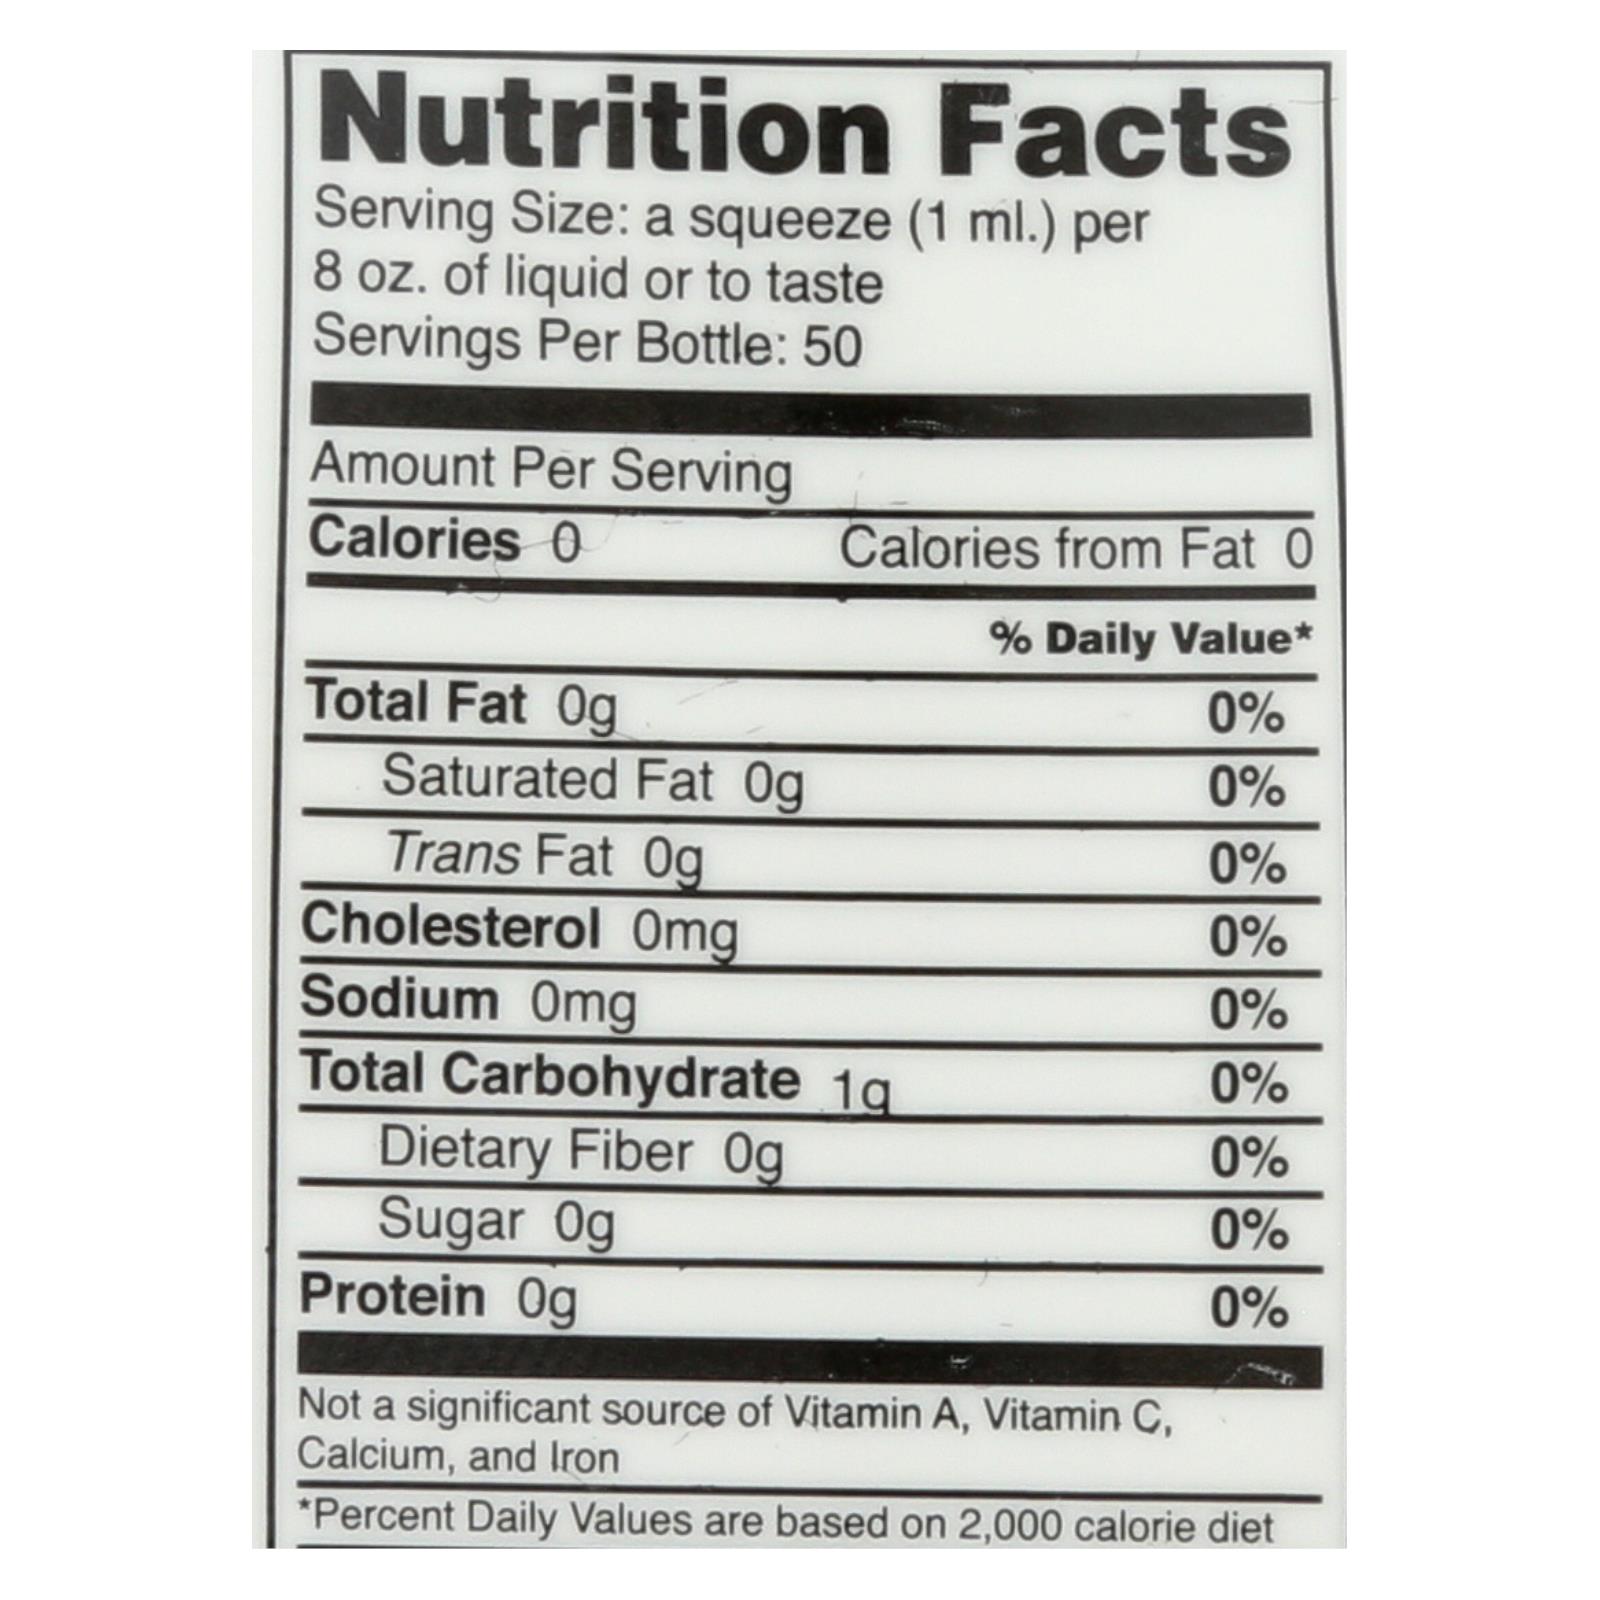 Nutrition Facts
Serving Size: a squeeze (1 ml.) per
8 oz. of liquid or to taste
Servings Per Bottle: 50
Amount Per Serving
Calories 0 Calories from Fat 0
% Daily Value*
Total Fat 0g 0%
Saturated Fat 0g 0%
Trans Fat 0g 0%
Cholesterol 0mg 0%
Sodium 0mg 0%
Total Carbohydrate 1g 0%
Dietary Fiber 0g 0%
Sugar 0g 0%
Protein 0g 0%
Not a significant source of Vitamin A, Vitamin C,
Calcium, and Iron
*Percent Daily Values are based on 2,000 calorie diet